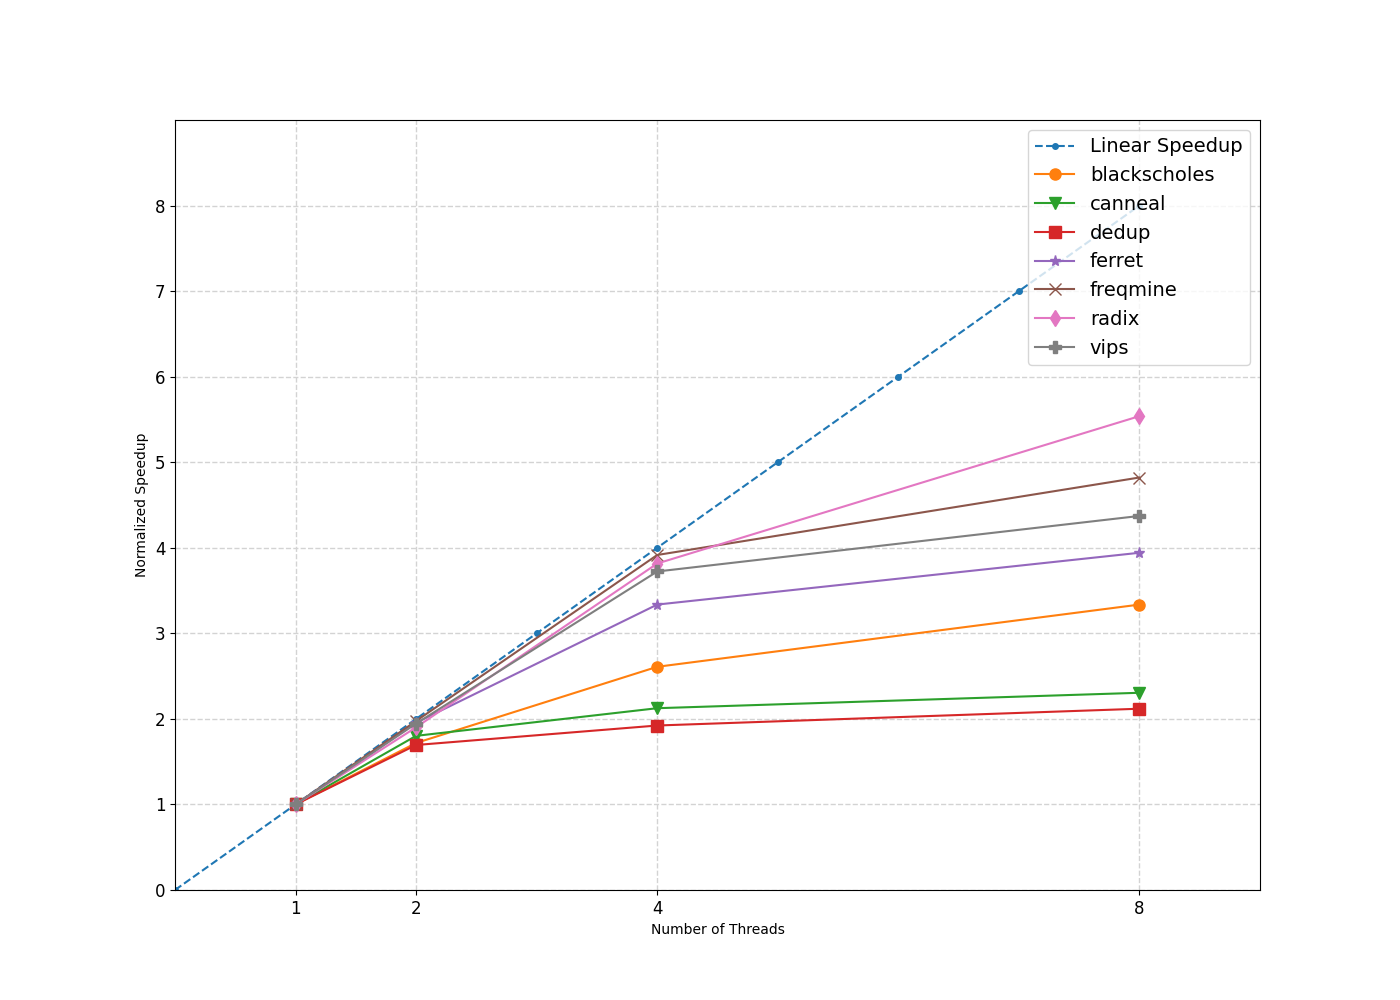 Linear Speedup
blackscholes
canneal
dedup
ferret
freqmine
radix
vips
8
7
6
5
4
3
2
1
0
Normalized Speedup
1 2 4 8
Number of Threads